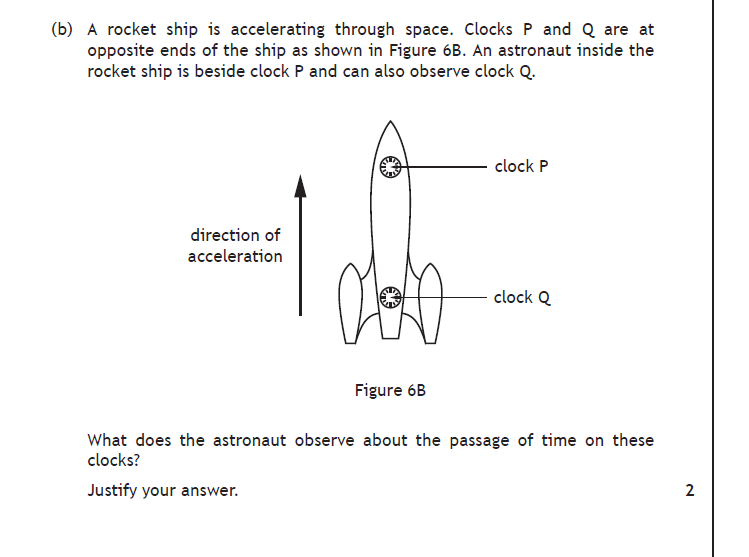 (b) A rocket ship is accelerating through space. Clocks P and Q are at
opposite ends of the ship as shown in Figure 6B. An astronaut inside the
rocket ship is beside clock P and can also observe clock Q.
clock P
direction of
acceleration
clock Q
Figure 6B
What does the astronaut observe about the passage of time on these
clocks?
Justify your answer. 2